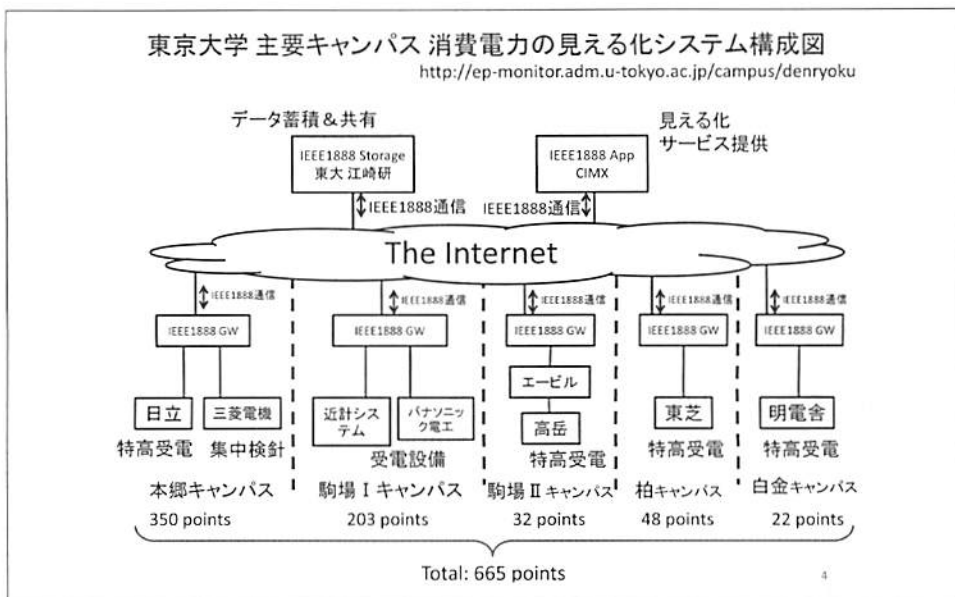 東京大学 主要キャンパス 消費電力の見える化システム構成図
http://ep-monitor.adm.u-tokyo.ac.jp/campus/denryoku
データ蓄積＆共有
見える化
サービス提供
IEEE1888 Storage
東大 江崎研
IEEE1888 App
CIMX
IEEE1888通信
IEEE1888通信
The Internet
IEEE1888通信
IEEE1888通信
IEEE1888通信
IEEE1888通信
IEEE1888通信
IEEE1888 GW
IEEE1888 GW
IEEE1888 GW
IEEE1888 GW
IEEE1888 GW
日立
三菱電機
近計シス
テム
パナソニッ
ク電工
エービル
高岳
東芝
明電舎
特高受電
集中検針
受電設備
特高受電
特高受電
特高受電
本郷キャンパス
駒場Ⅰキャンパス
駒場Ⅱキャンパス
柏キャンパス
白金キャンパス
350 points
203 points
32 points
48 points
22 points
Total: 665 points
4